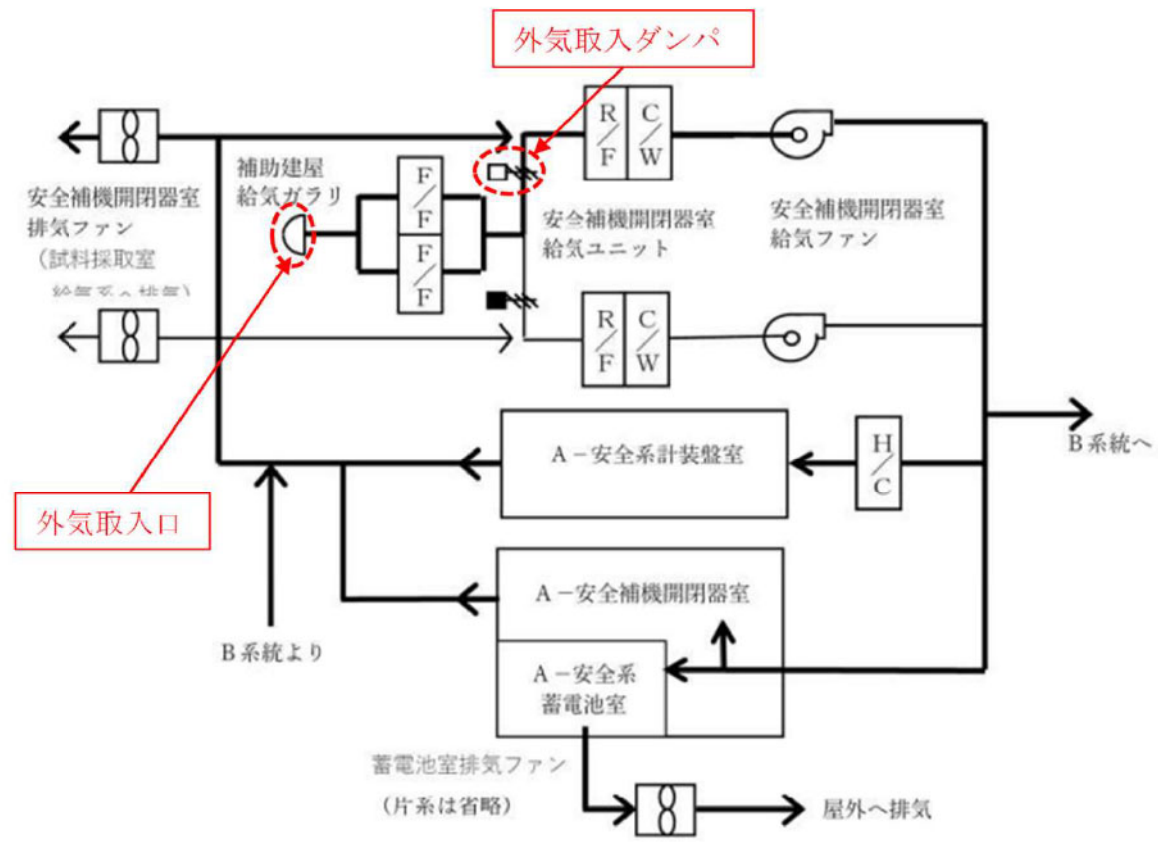 外気取入ダンパ
R/F
C/W
補助建屋
給気ガラリ
F/F
F/F
安全補機開閉器室
排気ファン
(試料採取室
給気系へ排気)
安全補機開閉器室
給気ユニット
安全補機開閉器室
給気ファン
R/F
C/W
A-安全系計装盤室
H/C
B系統へ
外気取入口
A-安全補機開閉器室
B系統より
A-安全系
蓄電池室
蓄電池室排気ファン
(片系は省略)
屋外へ排気